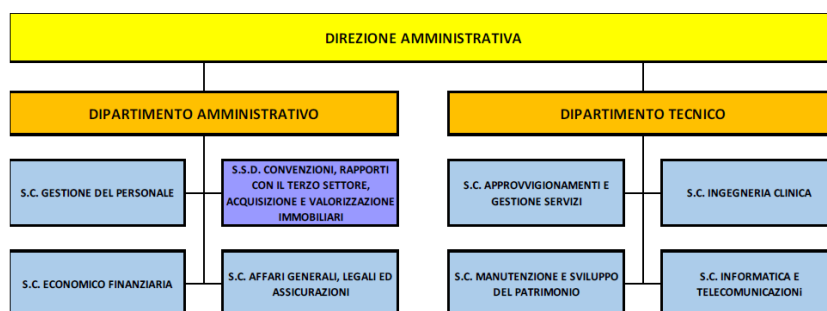 DIREZIONE AMMINISTRATIVA
DIPARTIMENTO AMMINISTRATIVO
DIPARTIMENTO TECNICO
S.C. GESTIONE DEL PERSONALE
S.S.D. CONVENZIONI, RAPPORTI
CON IL TERZO SETTORE,
ACQUISIZIONE E VALORIZZAZIONE
IMMOBILIARI
S.C. APPROVVIGIONAMENTI E
GESTIONE SERVIZI
S.C. INGEGNERIA CLINICA
S.C. ECONOMICO FINANZIARIA
S.C. AFFARI GENERALI, LEGALI ED
ASSICURAZIONI
S.C. MANUTENZIONE E SVILUPPO
DEL PATRIMONIO
S.C. INFORMATICA E
TELECOMUNICAZIONi